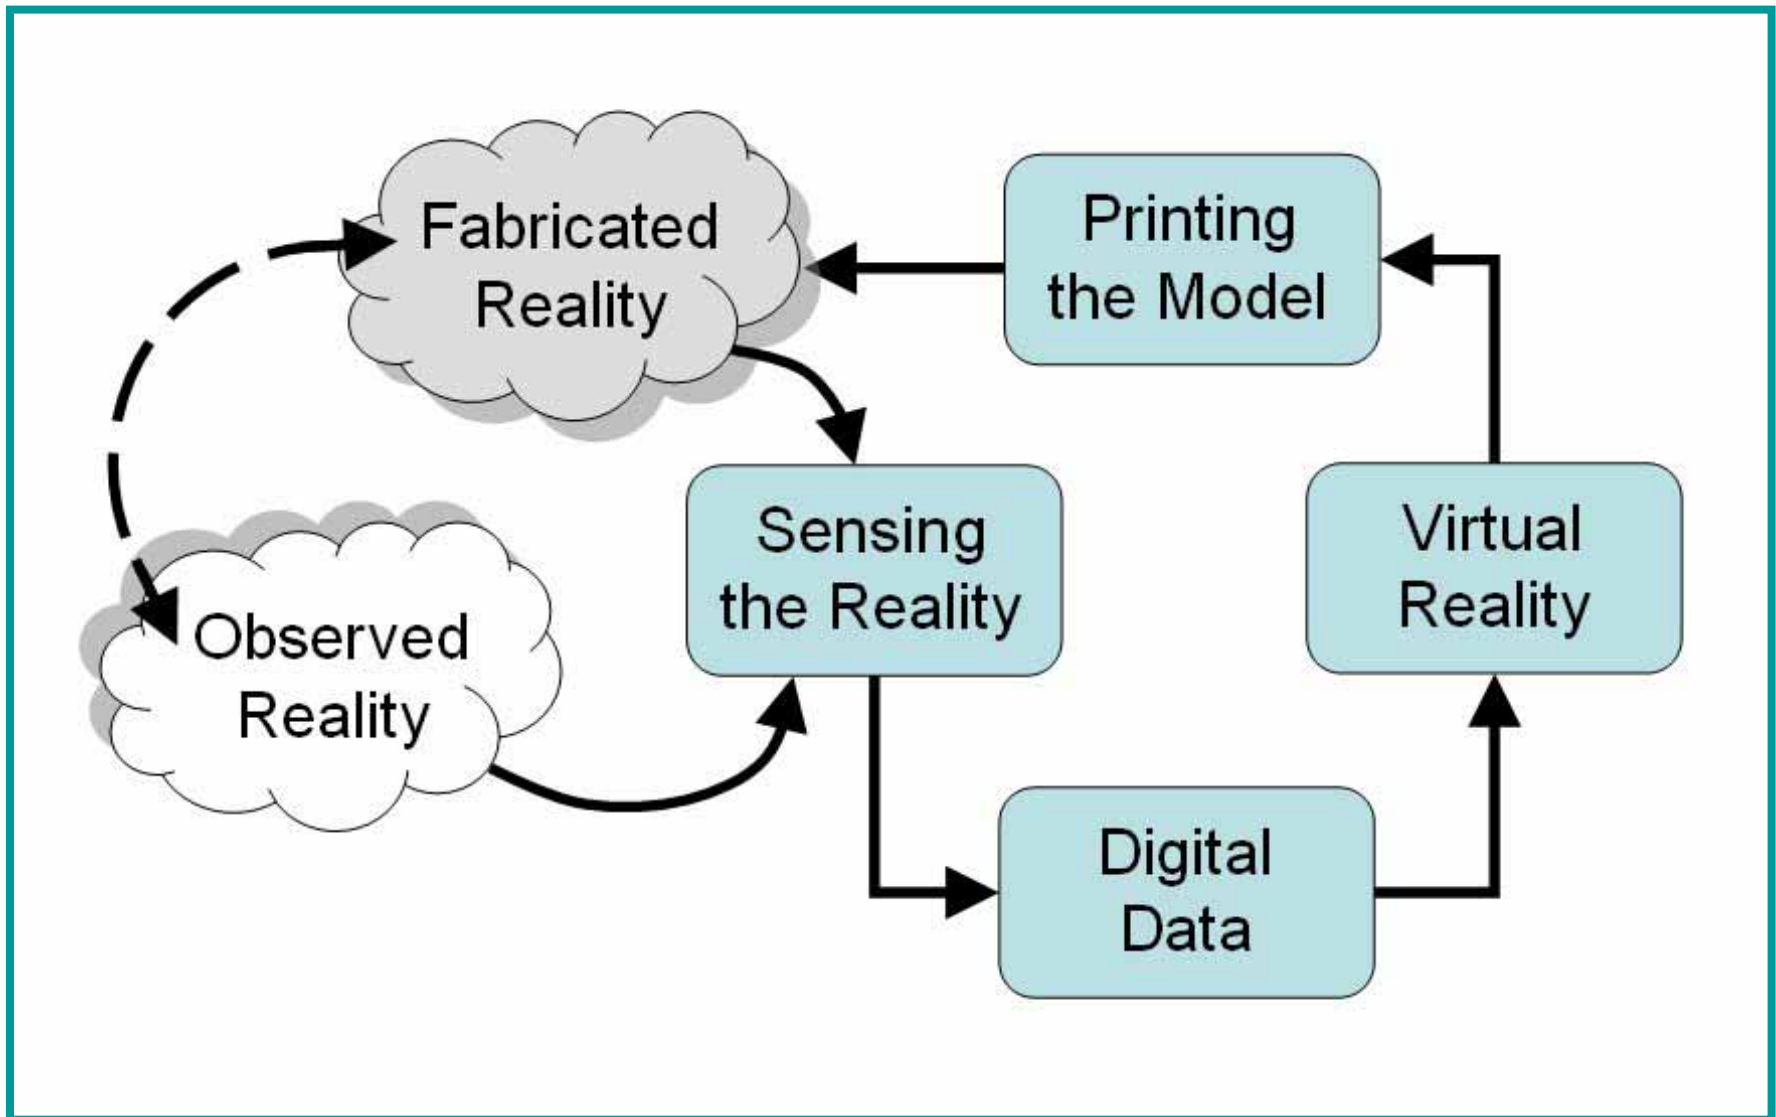 Fabricated
Reality
Printing
the Model
Sensing
the Reality
Virtual
Reality
Observed
Reality
Digital
Data